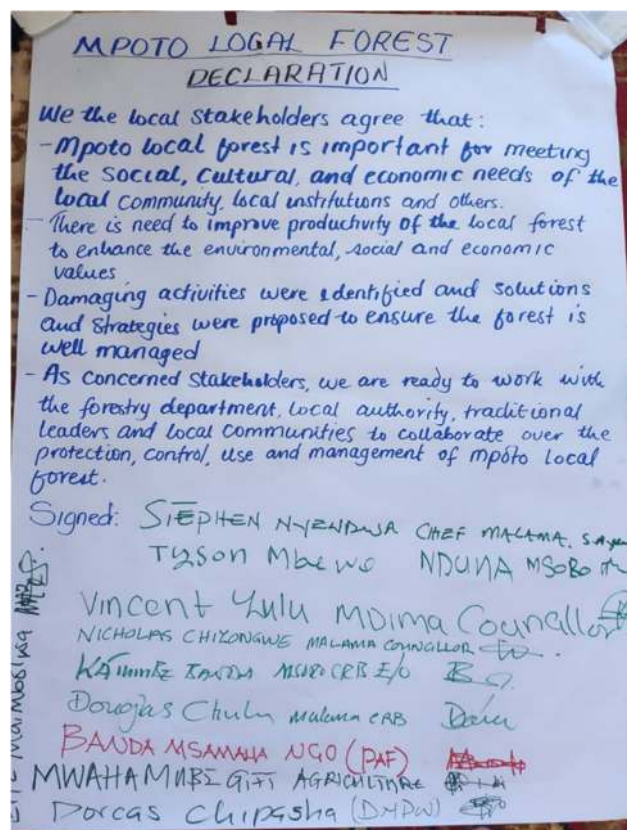 MPOTO LOCAL FOREST
DECLARATION
We the local stakeholders agree that:
- Mpoto local forest is important for meeting
the social, cultural, and economic needs of the
local community, local institutions and others.
- There is need to improve productivity of the local forest
to enhance the environmental, social and economic
values
- Damaging activities were identified and solutions
and strategies were proposed to ensure the forest is
well managed
- As concerned stakeholders, we are ready to work with
the forestry department, local authority, traditional
leaders and local communities to collaborate over the
protection, control, use and management of mpoto local
forest.
Signed: STEPHEN NYENDWA CHEF MALAMA.
Tyson Mbewe NDUNA MSOBO
Vincent Zulu MDIMA Counallor
NICHOLAS CHIZONGWE MALAMA COUNCILLOR
BANDA MSORO CRB E/O
Douglas Chulu malama CRB
BANDA MSAMAHA NGO (PAF)
MWAHAMUBI GIFT AGRICULTURE
Dorcas Chipasha (DMPW)